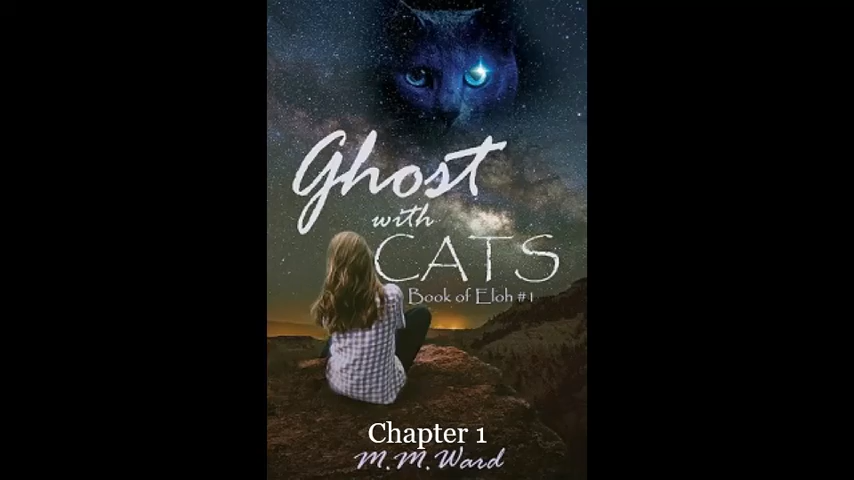 Ghost
with
CATS
Book of Eloh #1
Chapter 1
M.M. Ward